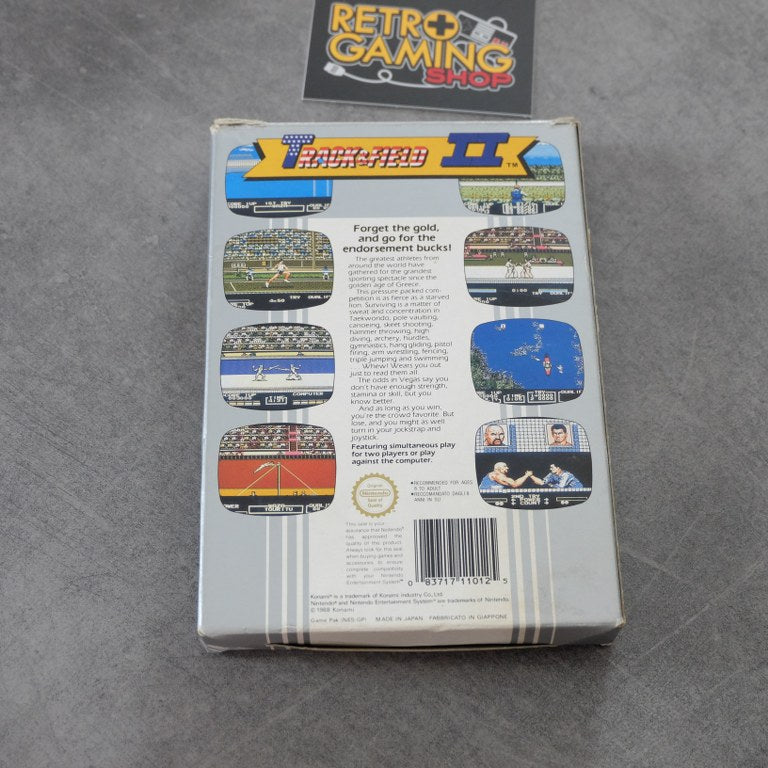 RETRO
GAMING
SHOP
TRACK & FIELD II ™
Forget the gold,
and go for the
endorsement bucks!
The greatest athletes from
around the world have
gathered for the grandest
sporting spectacle since the
golden age of Greece.
This pressure packed com-
petition is as fierce as a starved
lion. Surviving is a matter of
sweat and concentration in
Taekwondo, pole vaulting,
canoeing, skeet shooting,
hammer throwing, high
diving, archery, hurdles,
gymnastics, hang gliding, pistol
firing, arm wrestling, fencing,
triple jumping and swimming.
Whew! Wears you out
just to read them all.
The odds in Vegas say you
don't have enough strength,
stamina or skill, but you
know better.
And as long as you win,
you're the crowd favorite. But
lose, and you might as well
turn in your jockstrap and
joystick.
Featuring simultaneous play
for two players or play
against the computer.
COMPUTER
Original
Nintendo
Seal of
Quality
•RECOMMENDED FOR AGES
6 TO ADULT
•RECCOMANDATO DAGLI 6
ANNI IN SU
This seal is your
assurance that Nintendo®
has approved the
quality of this product.
Always look for this seal
when buying games and
accessories to ensure
complete compatibility
with your Nintendo
Entertainment System™
0 83717 11012 5
Konami® is a trademark of Konami Industry Co., Ltd.
Nintendo® and Nintendo Entertainment System™ are trademarks of Nintendo.
© 1988 Konami
Game Pak (NES-GP) MADE IN JAPAN FABBRICATO IN GIAPPONE